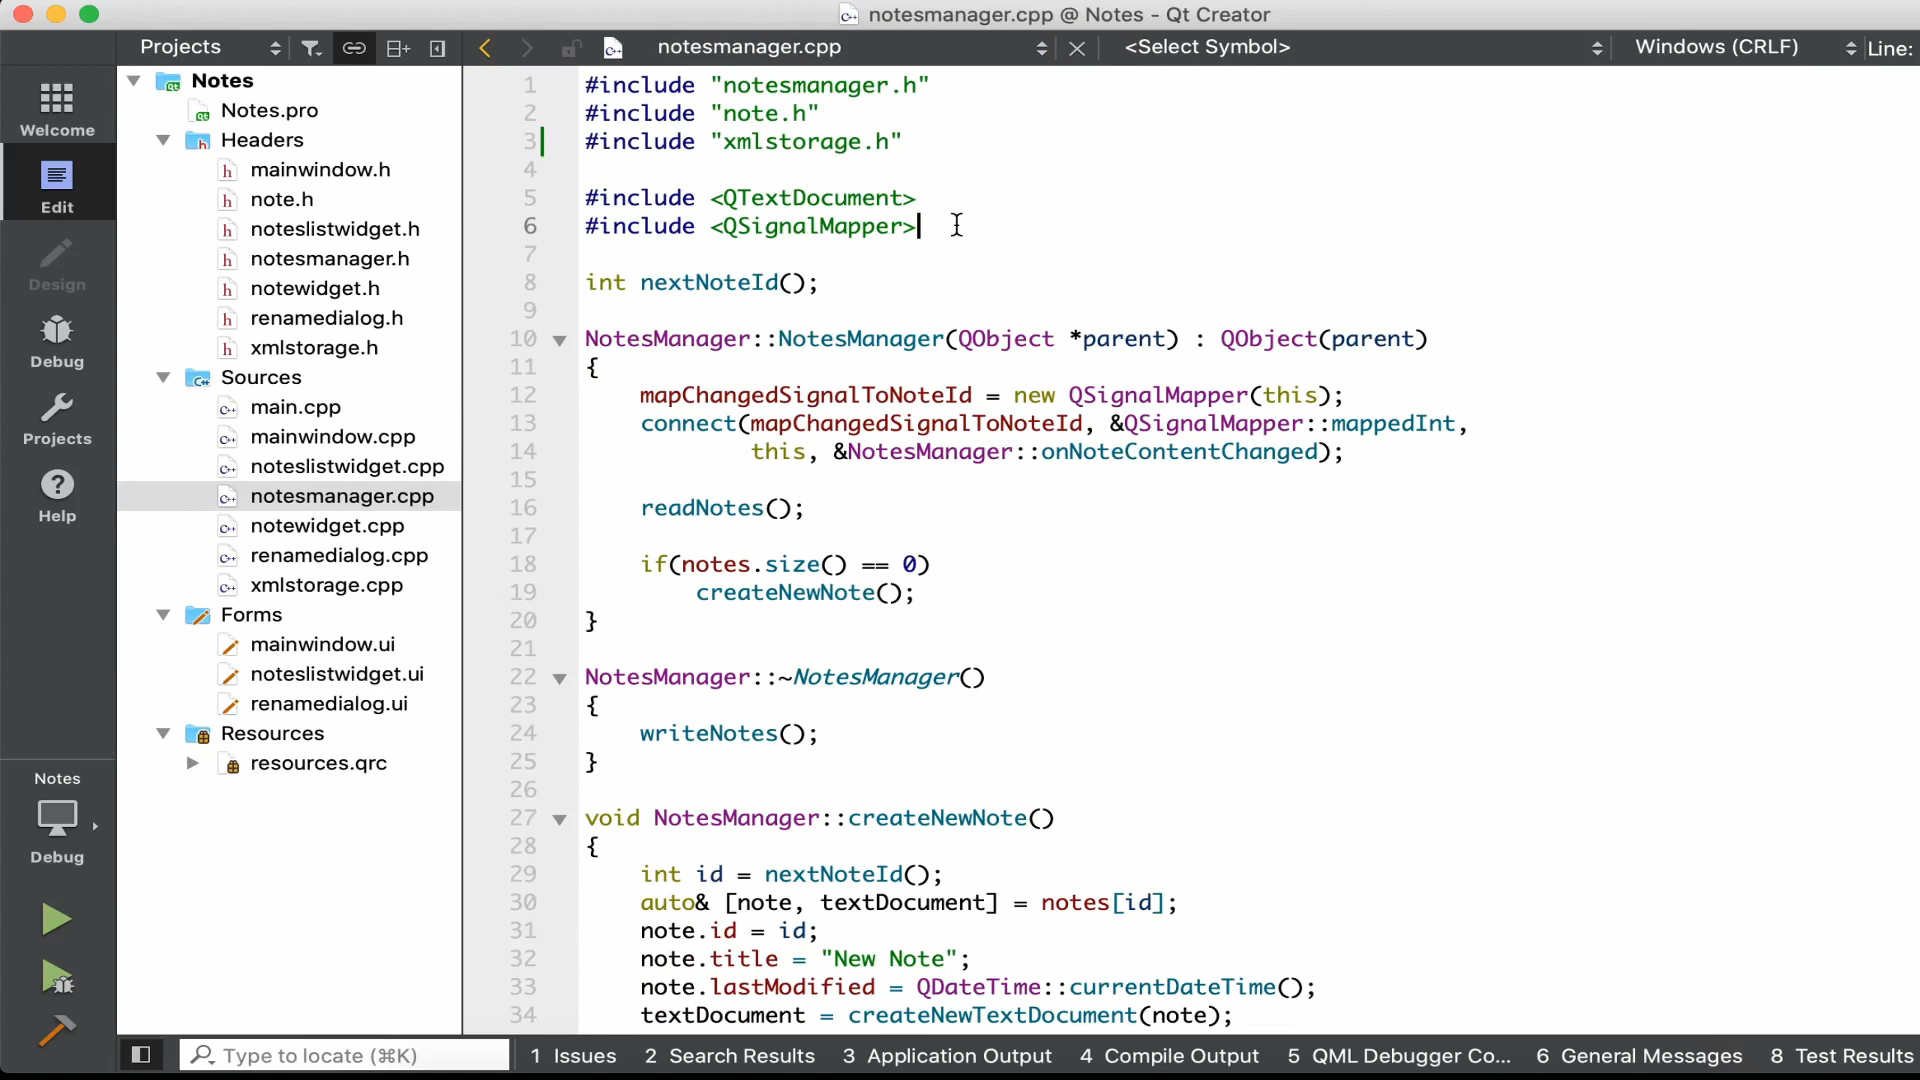 notesmanager.cpp @ Notes - Qt Creator
Projects
notesmanager.cpp
<Select Symbol>
Windows (CRLF)
Line:
Welcome
Edit
Design
Debug
Projects
Help
Notes
Debug
Notes
Notes.pro
Headers
mainwindow.h
note.h
noteslistwidget.h
notesmanager.h
notewidget.h
renamedialog.h
xmlstorage.h
Sources
main.cpp
mainwindow.cpp
noteslistwidget.cpp
notesmanager.cpp
notewidget.cpp
renamedialog.cpp
xmlstorage.cpp
Forms
mainwindow.ui
noteslistwidget.ui
renamedialog.ui
Resources
resources.qrc
1 #include "notesmanager.h"
2 #include "note.h"
3 #include "xmlstorage.h"
4
5 #include <QTextDocument>
6 #include <QSignalMapper>
7
8 int nextNoteId();
9
10 NotesManager::NotesManager(QObject *parent) : QObject(parent)
11 {
12 mapChangedSignalToNoteId = new QSignalMapper(this);
13 connect(mapChangedSignalToNoteId, &QSignalMapper::mappedInt,
14 this, &NotesManager::onNoteContentChanged);
15
16 readNotes();
17
18 if(notes.size() == 0)
19 createNewNote();
20 }
21
22 NotesManager::~NotesManager()
23 {
24 writeNotes();
25 }
26
27 void NotesManager::createNewNote()
28 {
29 int id = nextNoteId();
30 auto& [note, textDocument] = notes[id];
31 note.id = id;
32 note.title = "New Note";
33 note.lastModified = QDateTime::currentDateTime();
34 textDocument = createNewTextDocument(note);
Type to locate (⌘K)
1 Issues
2 Search Results
3 Application Output
4 Compile Output
5 QML Debugger Co...
6 General Messages
8 Test Results